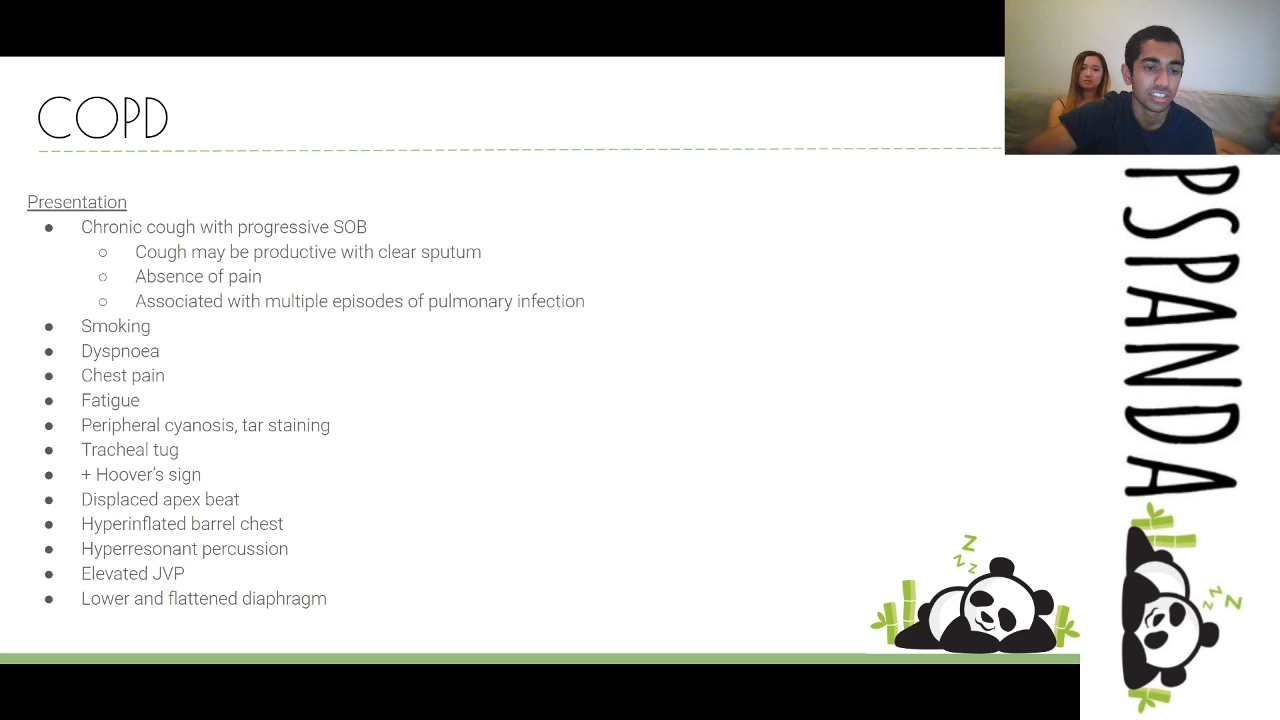 COPD
Presentation
● Chronic cough with progressive SOB
○ Cough may be productive with clear sputum
○ Absence of pain
○ Associated with multiple episodes of pulmonary infection
● Smoking
● Dyspnoea
● Chest pain
● Fatigue
● Peripheral cyanosis, tar staining
● Tracheal tug
● + Hoover’s sign
● Displaced apex beat
● Hyperinflated barrel chest
● Hyperresonant percussion
● Elevated JVP
● Lower and flattened diaphragm
z z z
PSPANDA
z z z